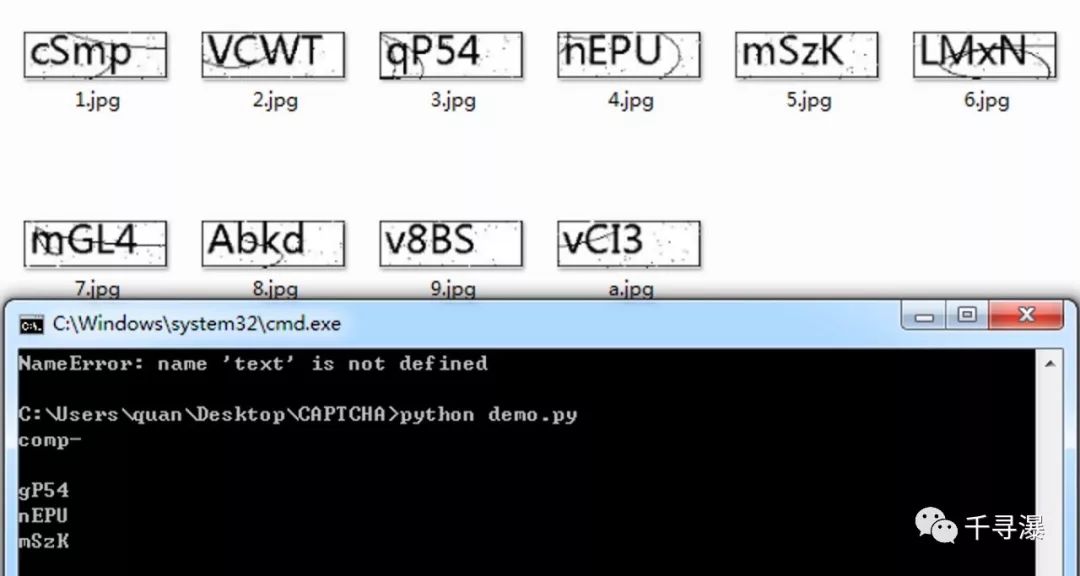 cSmp VCWT qP54 hEPU mSzK LMxN
1.jpg 2.jpg 3.jpg 4.jpg 5.jpg 6.jpg
mGL4 Abkd v8BS vCI3
7.jpg 8.jpg 9.jpg a.jpg
C:\Windows\system32\cmd.exe
NameError: name 'text' is not defined
C:\Users\quan\Desktop\CAPTCHA>python demo.py
comp-
gP54
nEPU
mSzK
千寻瀑